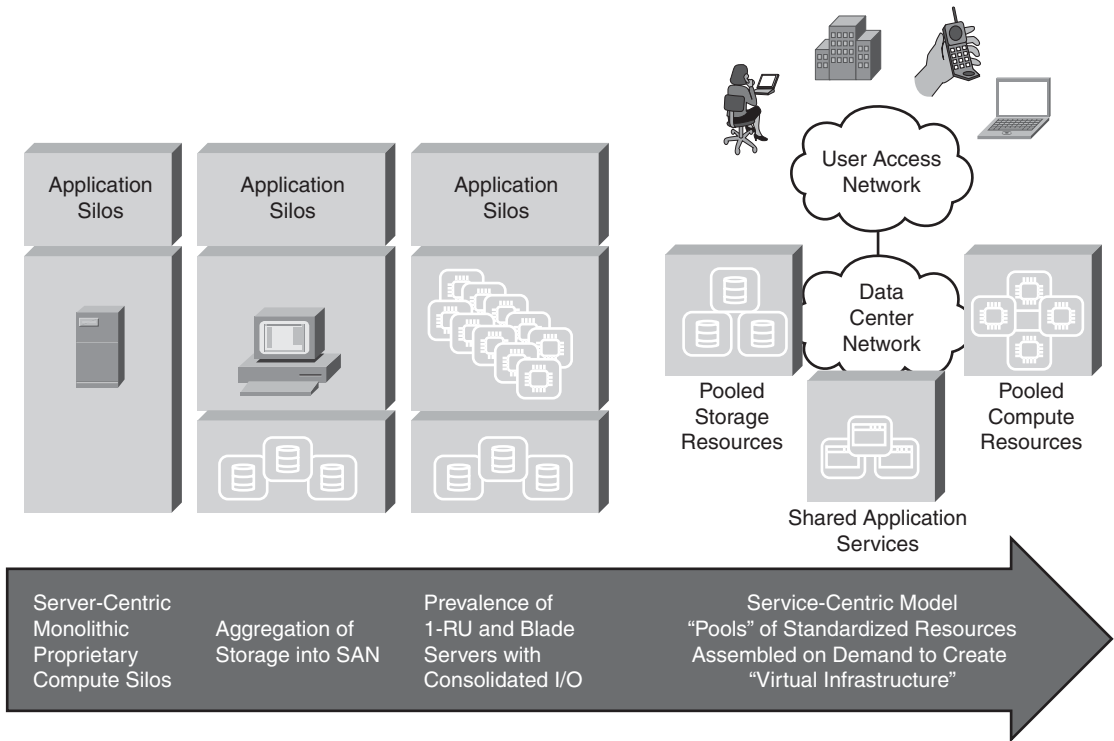 Application
Silos
Application
Silos
Application
Silos
User Access
Network
Data
Center
Network
Pooled
Storage
Resources
Pooled
Compute
Resources
Shared Application
Services
Server-Centric
Monolithic
Proprietary
Compute Silos
Aggregation of
Storage into SAN
Prevalence of
1-RU and Blade
Servers with
Consolidated I/O
Service-Centric Model
“Pools” of Standardized Resources
Assembled on Demand to Create
“Virtual Infrastructure”